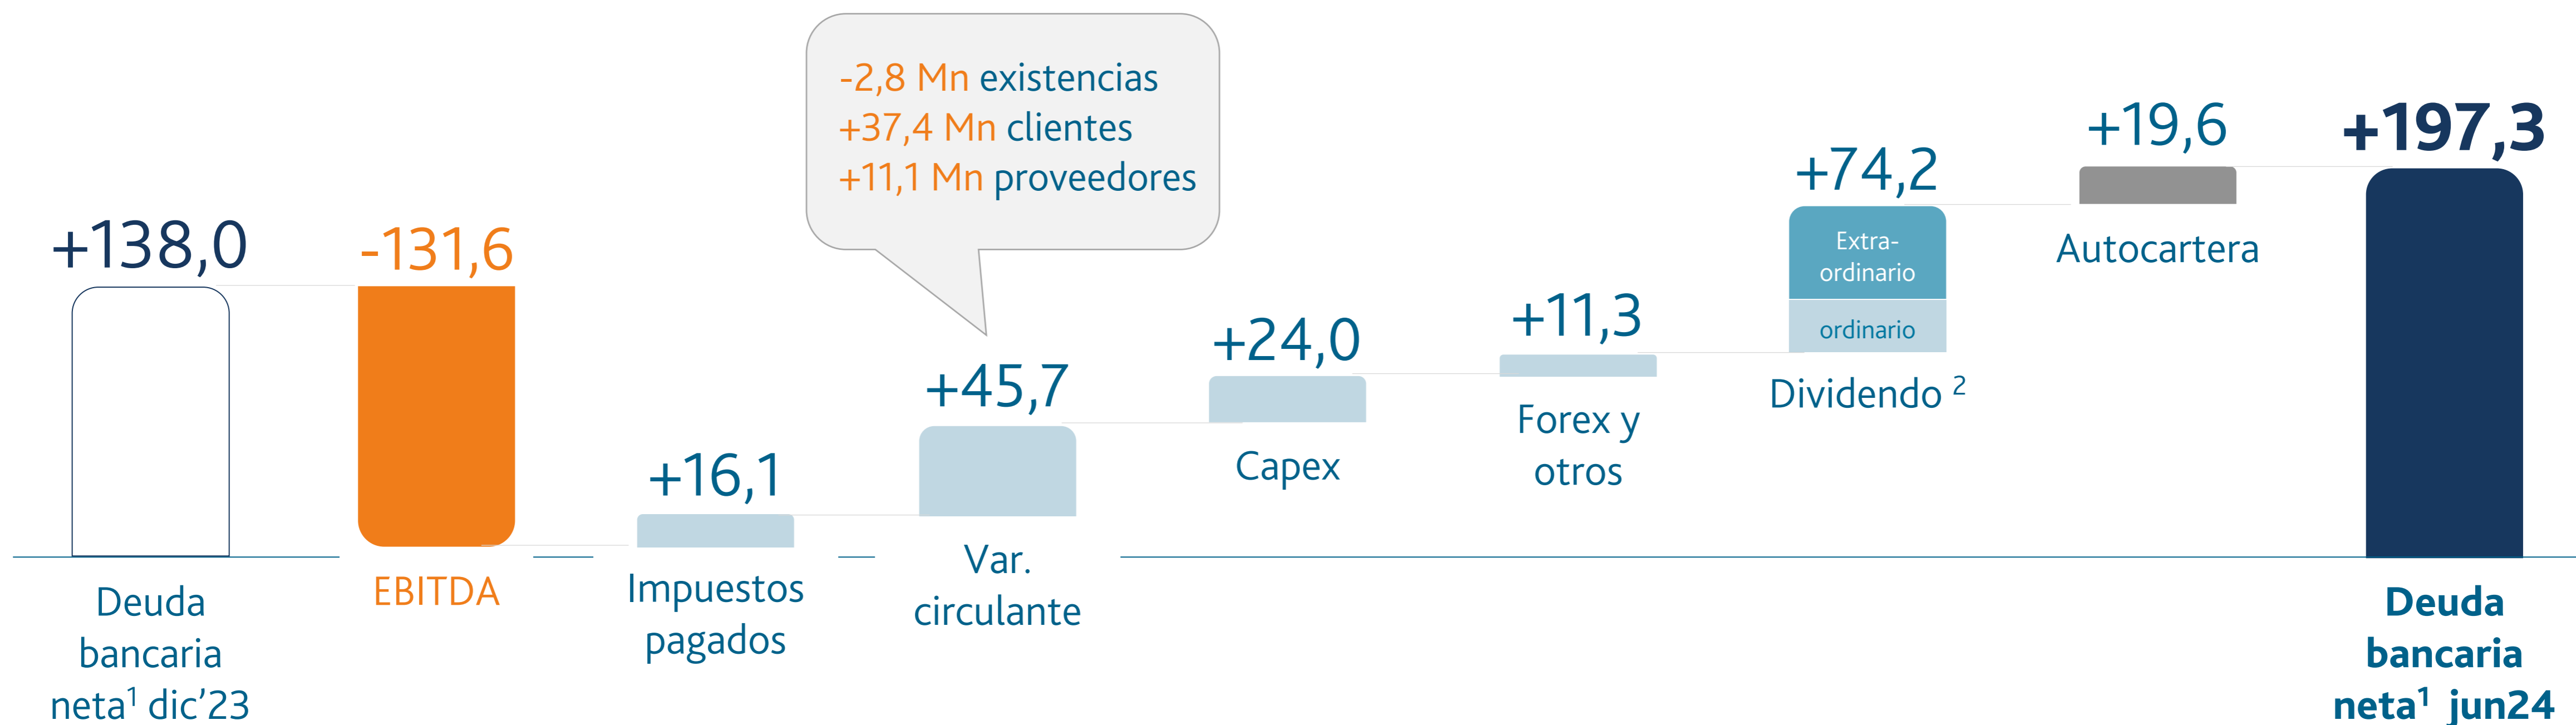 -2,8 Mn existencias
+37,4 Mn clientes
+11,1 Mn proveedores
+138,0
-131,6
+16,1
+45,7
+24,0
+11,3
+74,2
+19,6
+197,3
Extra-
ordinario
ordinario
Deuda
bancaria
neta¹ dic’23
EBITDA
Impuestos
pagados
Var.
circulante
Capex
Forex y
otros
Dividendo ²
Autocartera
Deuda
bancaria
neta¹ jun24